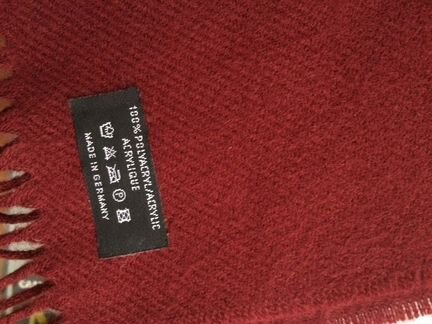 100% POLYACRYL/ACRYLIC
ACRYLIQUE
P
MADE IN GERMANY